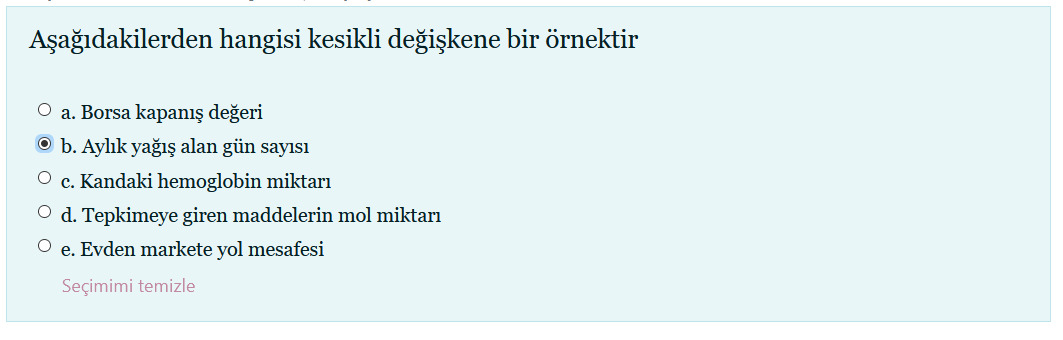 Aşağıdakilerden hangisi kesikli değişkene bir örnektir
a. Borsa kapanış değeri
b. Aylık yağış alan gün sayısı
c. Kandaki hemoglobin miktarı
d. Tepkimeye giren maddelerin mol miktarı
e. Evden markete yol mesafesi
Seçimimi temizle